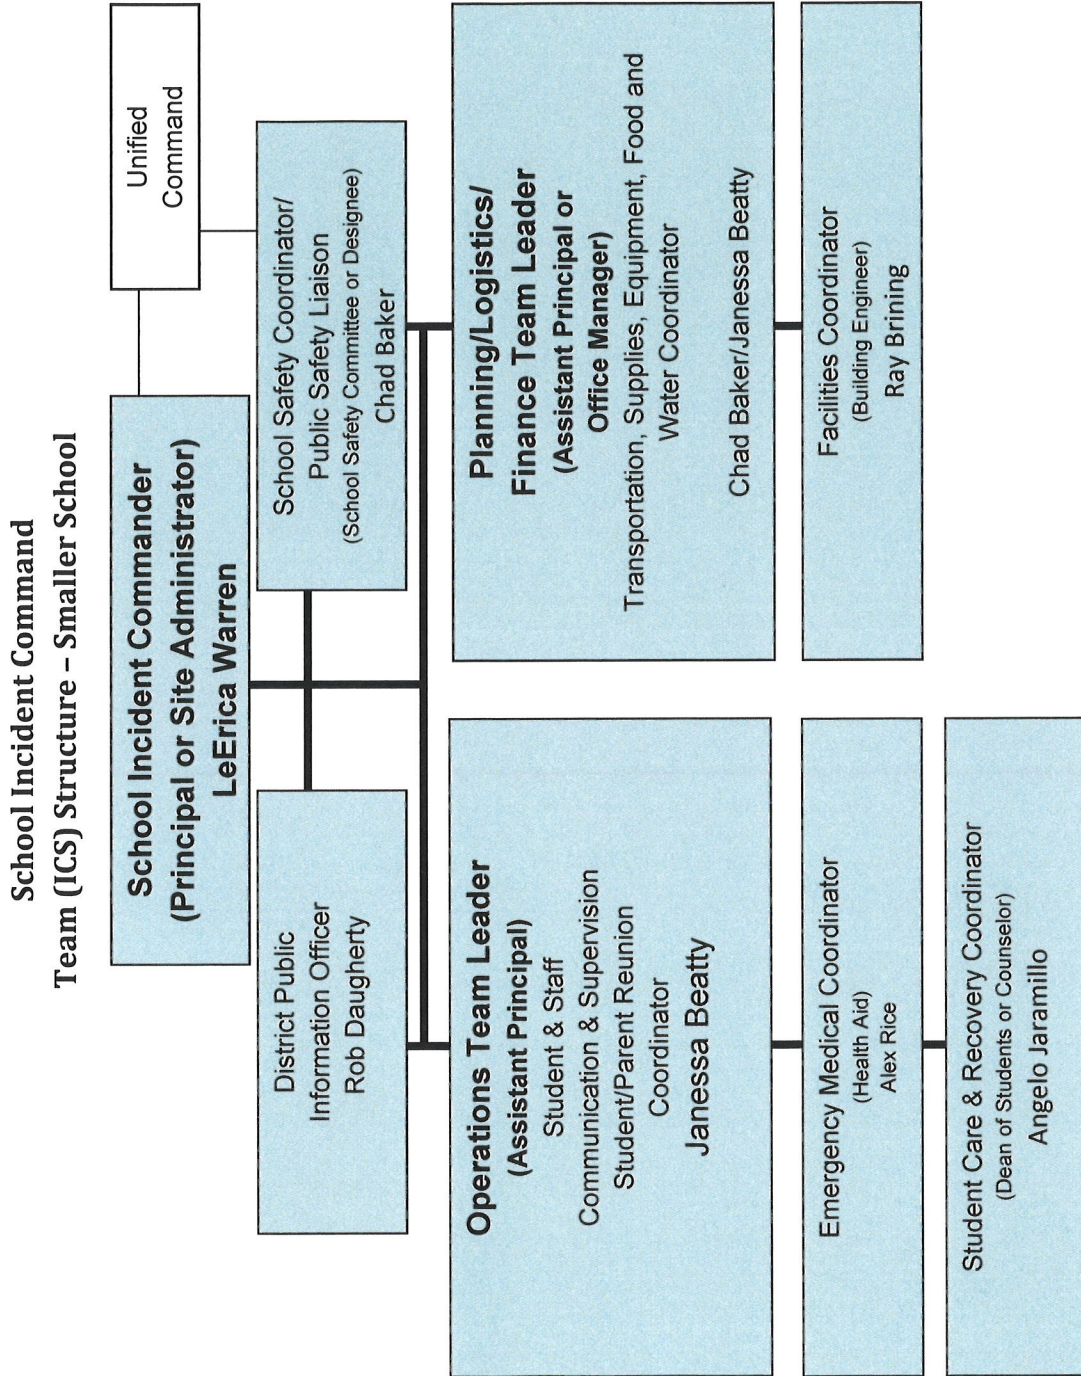 School Incident Command
Team (ICS) Structure – Smaller School
School Incident Commander
(Principal or Site Administrator)
LeErica Warren
Unified
Command
District Public
Information Officer
Rob Daugherty
School Safety Coordinator/
Public Safety Liaison
(School Safety Committee or Designee)
Chad Baker
Operations Team Leader
(Assistant Principal)
Student & Staff
Communication & Supervision
Student/Parent Reunion
Coordinator
Janessa Beatty
Planning/Logistics/
Finance Team Leader
(Assistant Principal or
Office Manager)
Transportation, Supplies, Equipment, Food and
Water Coordinator
Chad Baker/Janessa Beatty
Emergency Medical Coordinator
(Health Aid)
Alex Rice
Facilities Coordinator
(Building Engineer)
Ray Brining
Student Care & Recovery Coordinator
(Dean of Students or Counselor)
Angelo Jaramillo